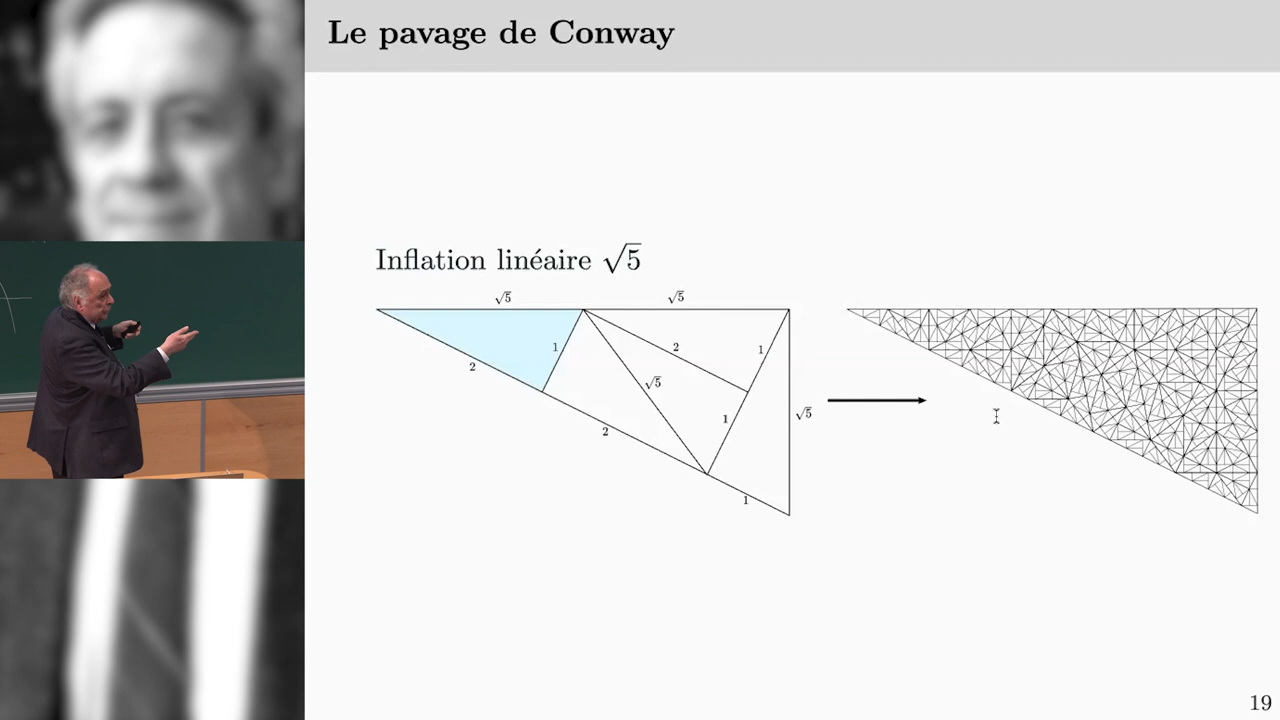 Le pavage de Conway
Inflation linéaire √5
√5 √5
1 2 1
2 √5
1 √5
2
1
19